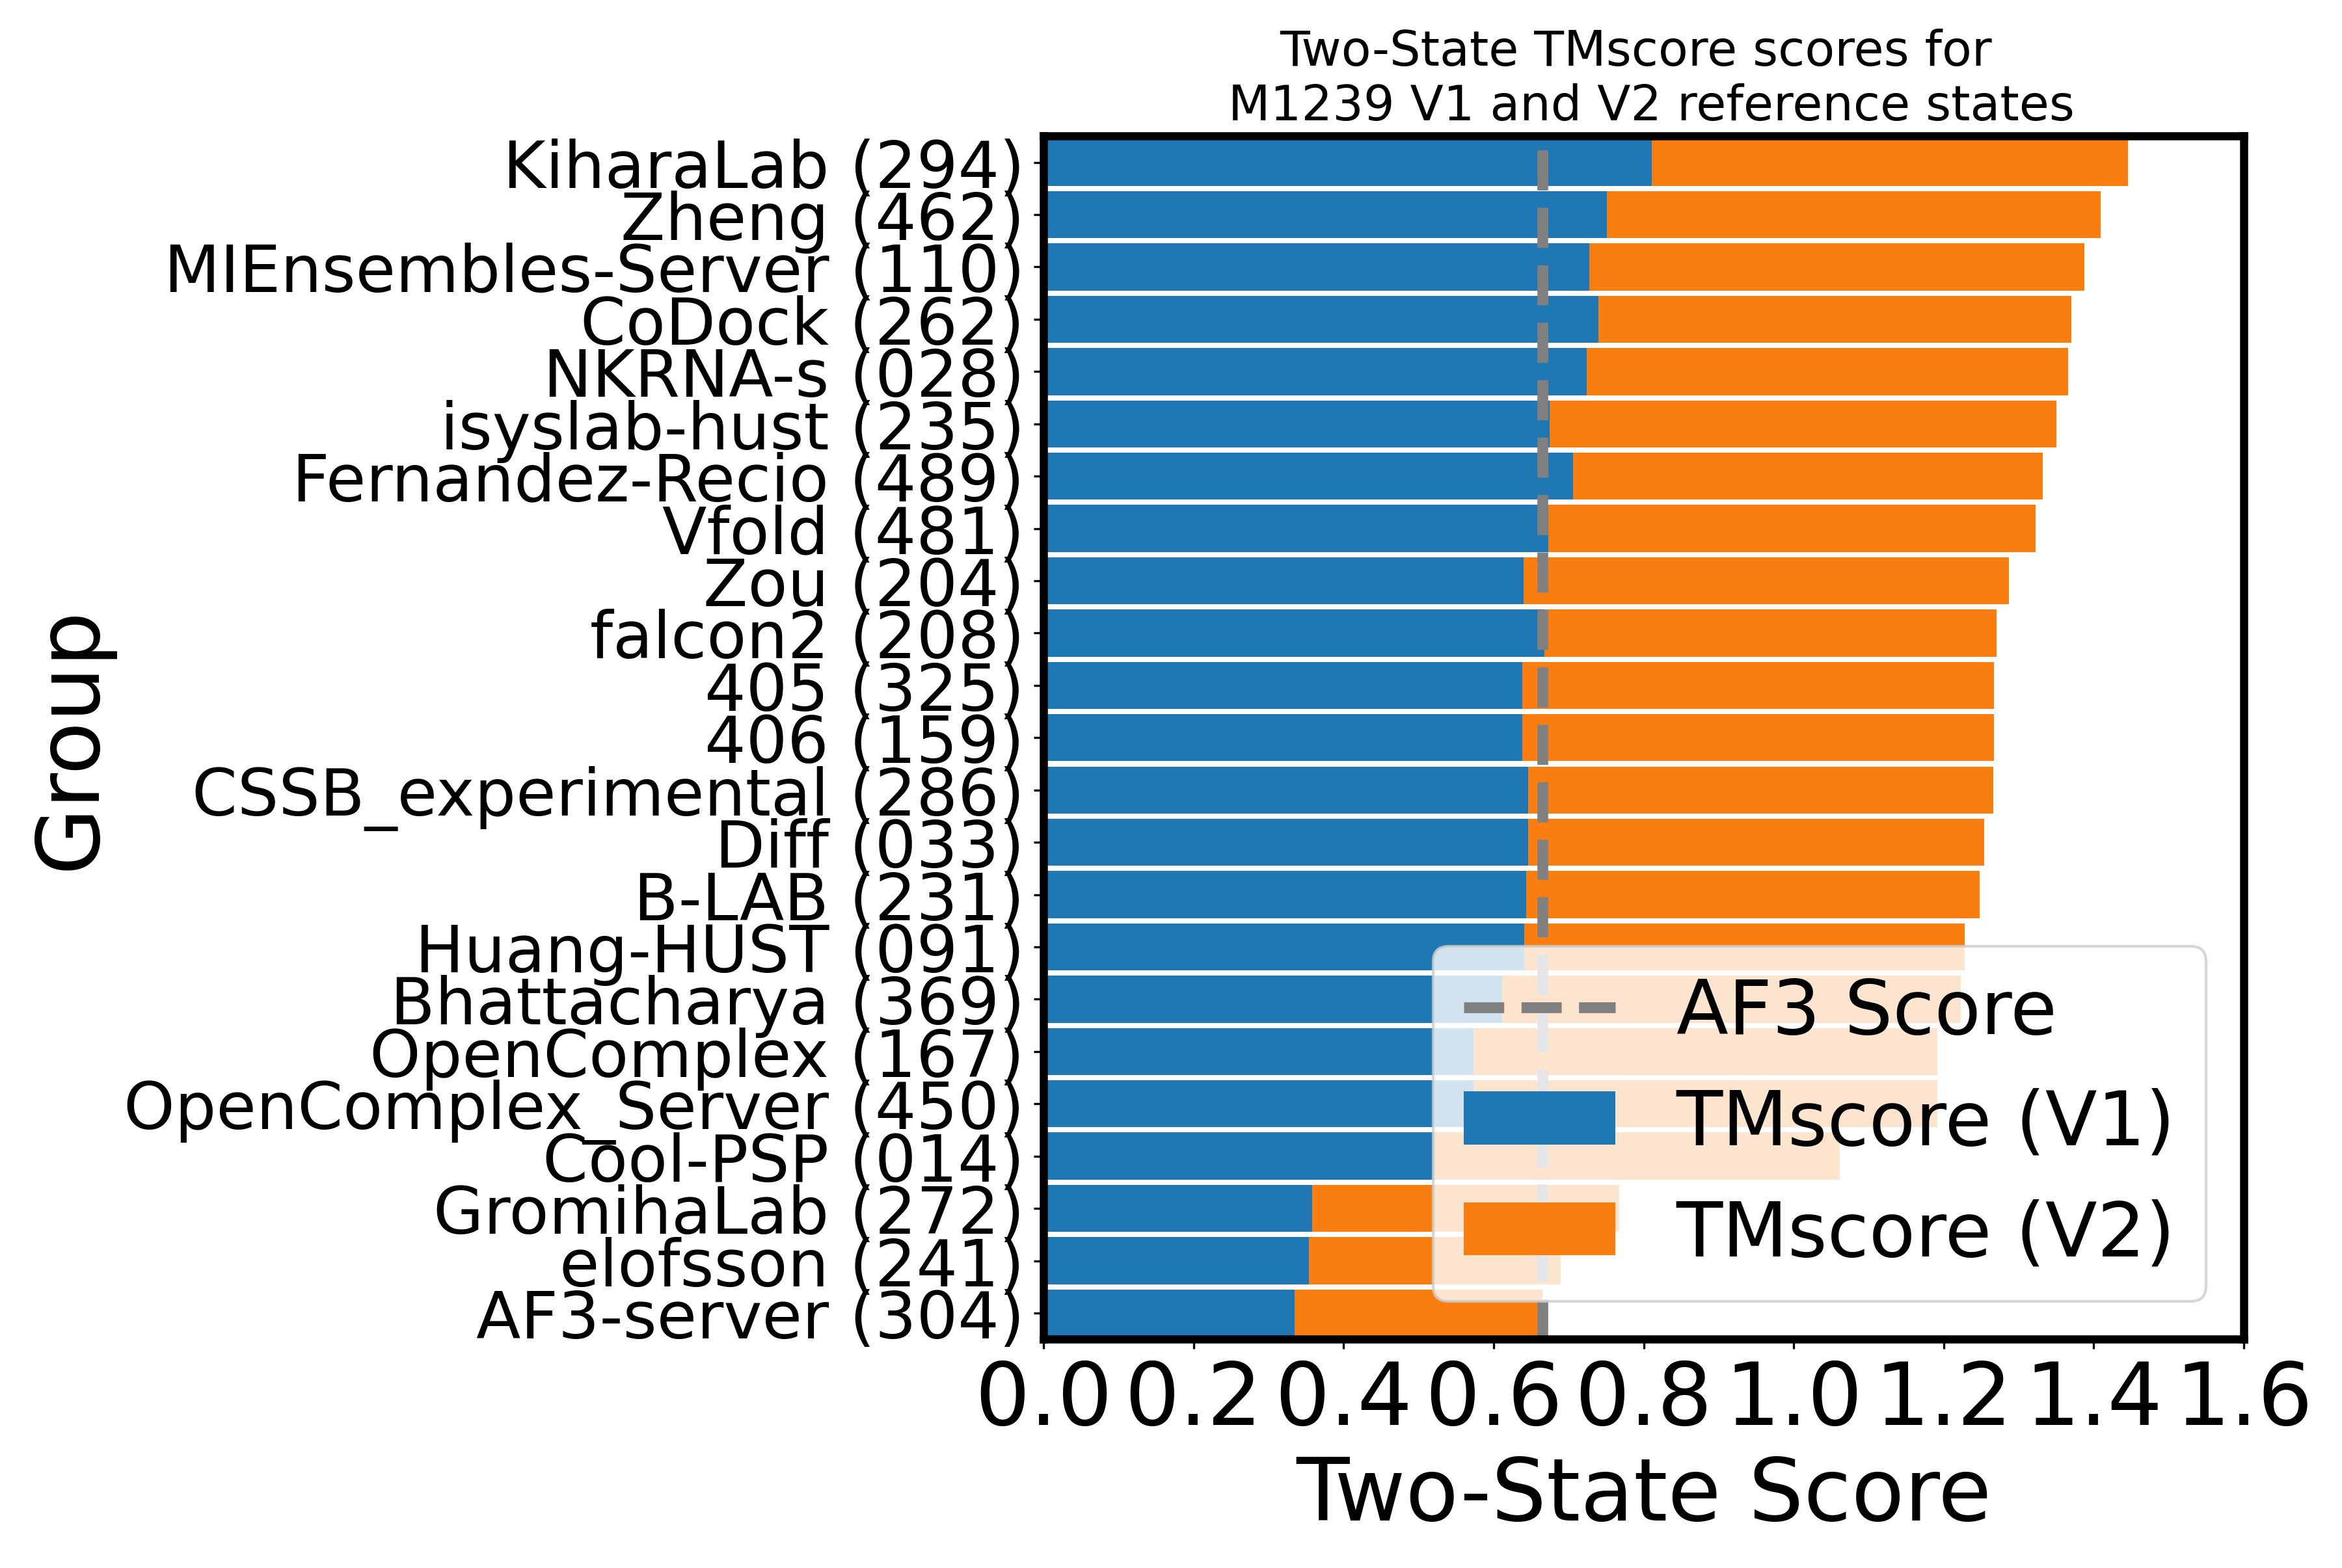 Two-State TMscore scores for
M1239 V1 and V2 reference states
Group
KiharaLab (294)
Zheng (462)
MIEnsembles-Server (110)
CoDock (262)
NKRNA-s (028)
isyslab-hust (235)
Fernandez-Recio (489)
Vfold (481)
Zou (204)
falcon2 (208)
405 (325)
406 (159)
CSSB_experimental (286)
Diff (033)
B-LAB (231)
Huang-HUST (091)
Bhattacharya (369)
OpenComplex (167)
OpenComplex_Server (450)
Cool-PSP (014)
GromihaLab (272)
elofsson (241)
AF3-server (304)
AF3 Score
TMscore (V1)
TMscore (V2)
0.0 0.2 0.4 0.6 0.8 1.0 1.2 1.4 1.6
Two-State Score